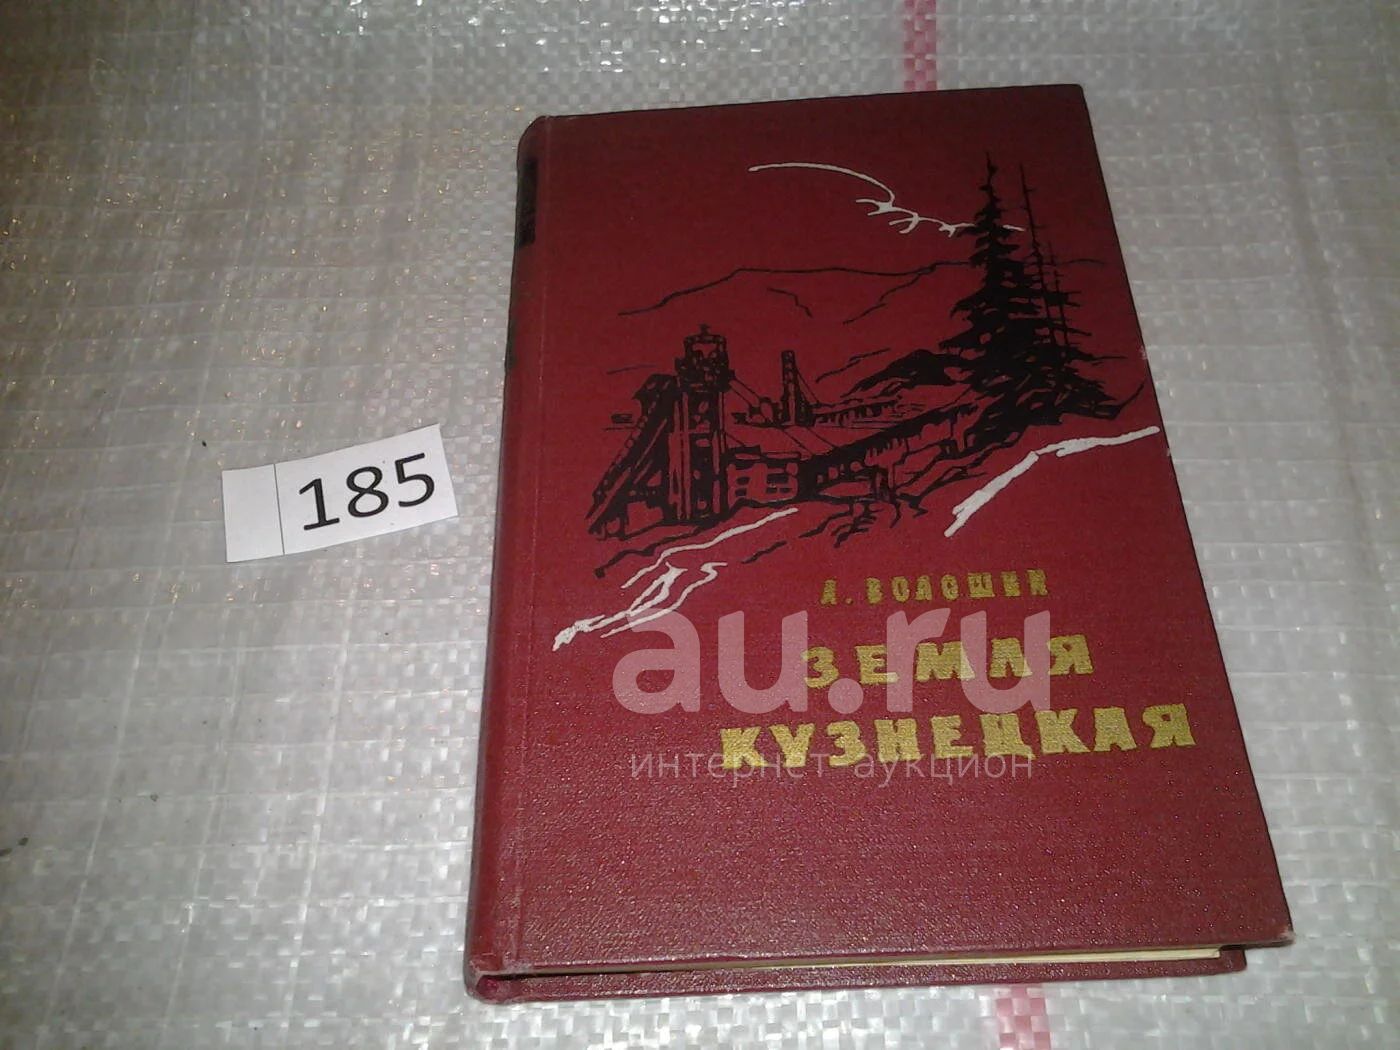 185
А. ВОЛОШИН
ЗЕМЛЯ
КУЗНЕЦКАЯ
au.ru
интернет аукцион